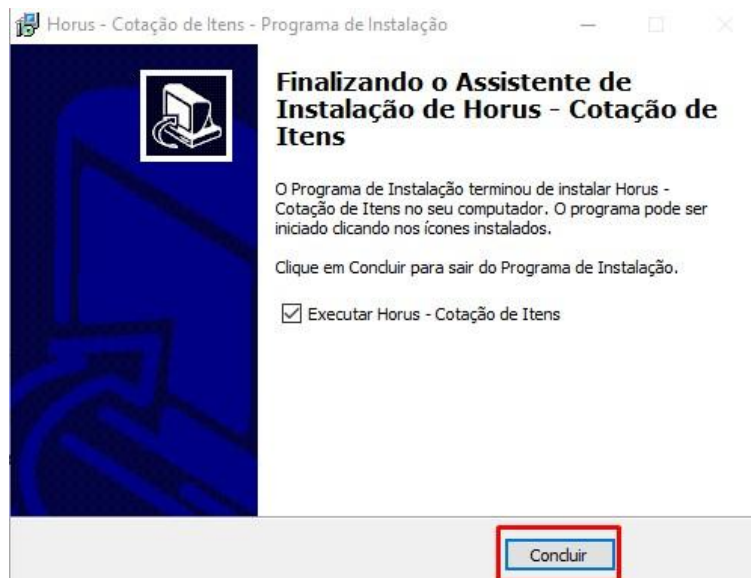 Horus - Cotação de Itens - Programa de Instalação
Finalizando o Assistente de
Instalação de Horus - Cotação de
Itens
O Programa de Instalação terminou de instalar Horus -
Cotação de Itens no seu computador. O programa pode ser
iniciado clicando nos ícones instalados.
Clique em Concluir para sair do Programa de Instalação.
Executar Horus - Cotação de Itens
Concluir